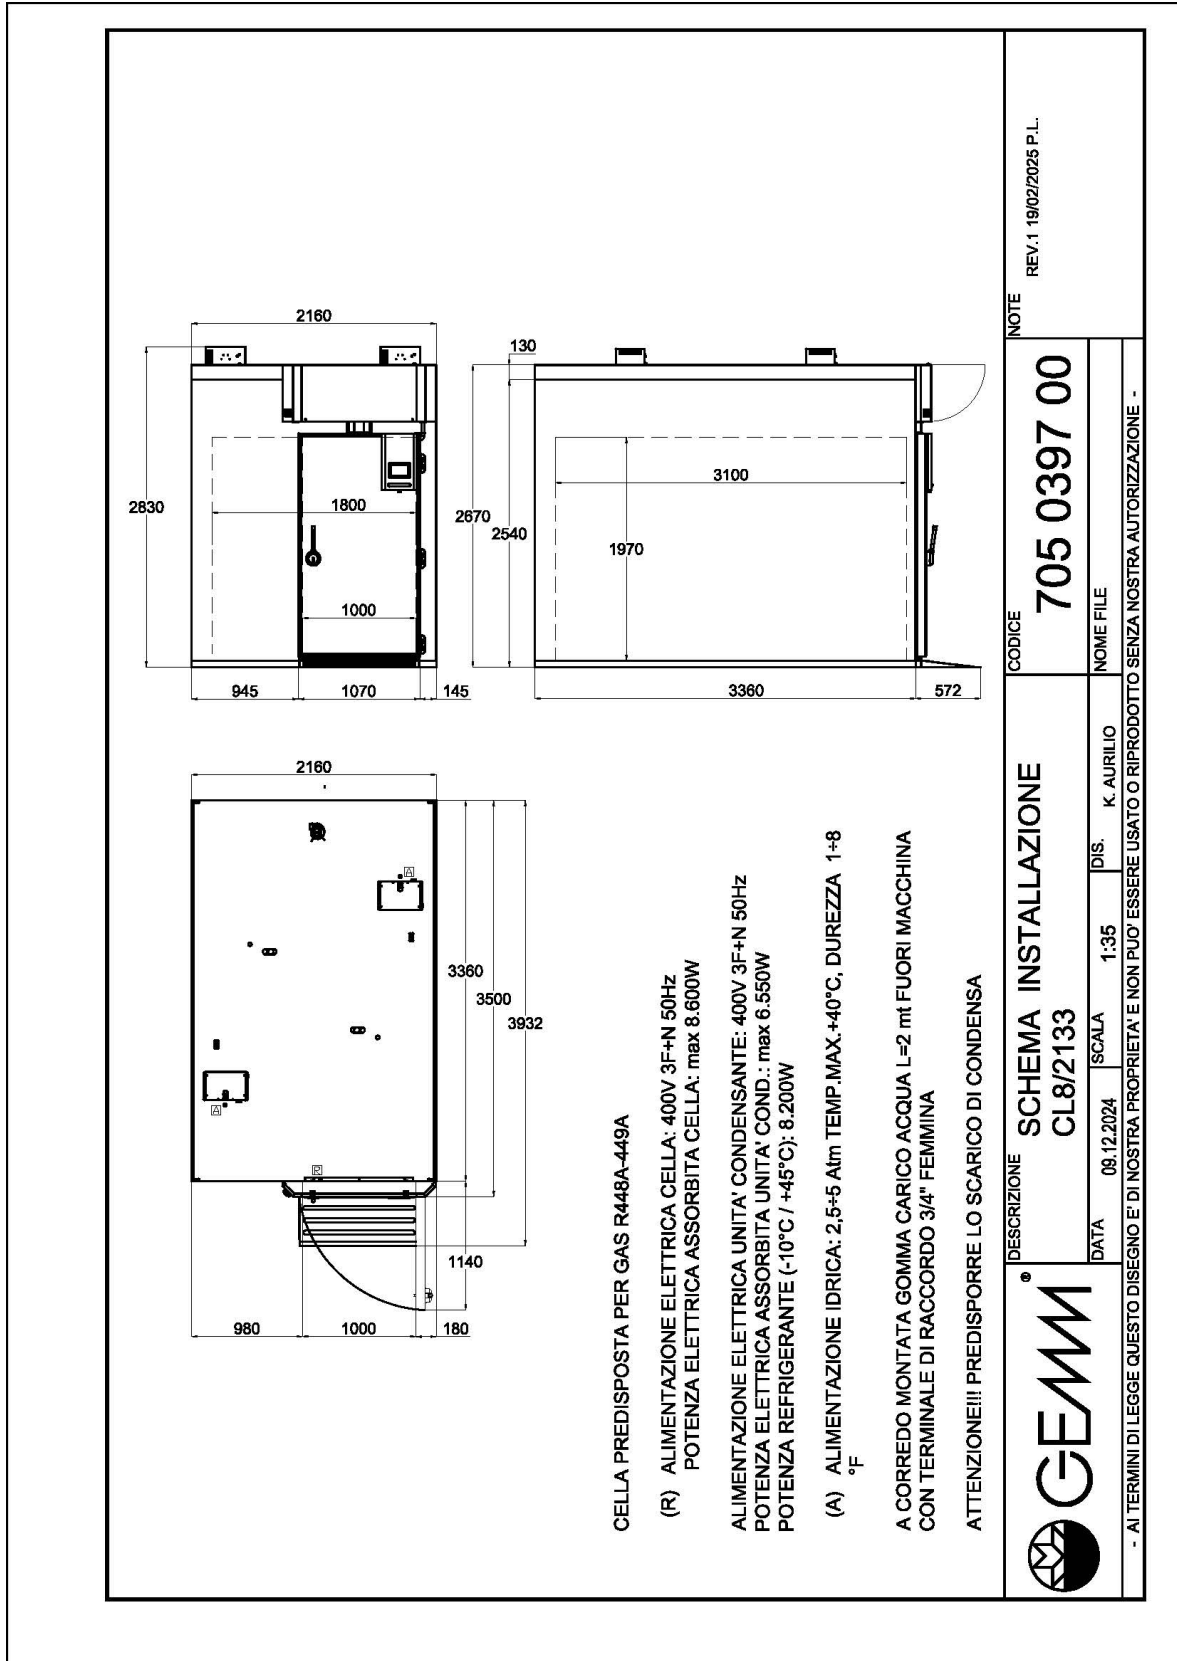 2160
2830
1800
1000
945
1070
145
130
2670
2540
3100
1970
3360
572
2160
A
A
R
3360
3500
3932
1140
980
1000
180
CELLA PREDISPOSTA PER GAS R448A-449A
(R) ALIMENTAZIONE ELETTRICA CELLA: 400V 3F+N 50Hz
POTENZA ELETTRICA ASSORBITA CELLA: max 8.600W
ALIMENTAZIONE ELETTRICA UNITA' CONDENSANTE: 400V 3F+N 50Hz
POTENZA ELETTRICA ASSORBITA UNITA' COND.: max 6.550W
POTENZA REFRIGERANTE (-10°C / +45°C): 8.200W
(A) ALIMENTAZIONE IDRICA: 2,5÷5 Atm TEMP.MAX.+40°C, DUREZZA 1÷8
°F
A CORREDO MONTATA GOMMA CARICO ACQUA L=2 mt FUORI MACCHINA
CON TERMINALE DI RACCORDO 3/4" FEMMINA
ATTENZIONE!!! PREDISPORRE LO SCARICO DI CONDENSA
GEMM®
DESCRIZIONE
SCHEMA INSTALLAZIONE
CL8/2133
CODICE
705 0397 00
NOTE
REV.1 19/02/2025 P.L.
DATA
09.12.2024
SCALA
1:35
DIS.
K. AURILIO
NOME FILE
- AI TERMINI DI LEGGE QUESTO DISEGNO E' DI NOSTRA PROPRIETA' E NON PUO' ESSERE USATO O RIPRODOTTO SENZA NOSTRA AUTORIZZAZIONE -